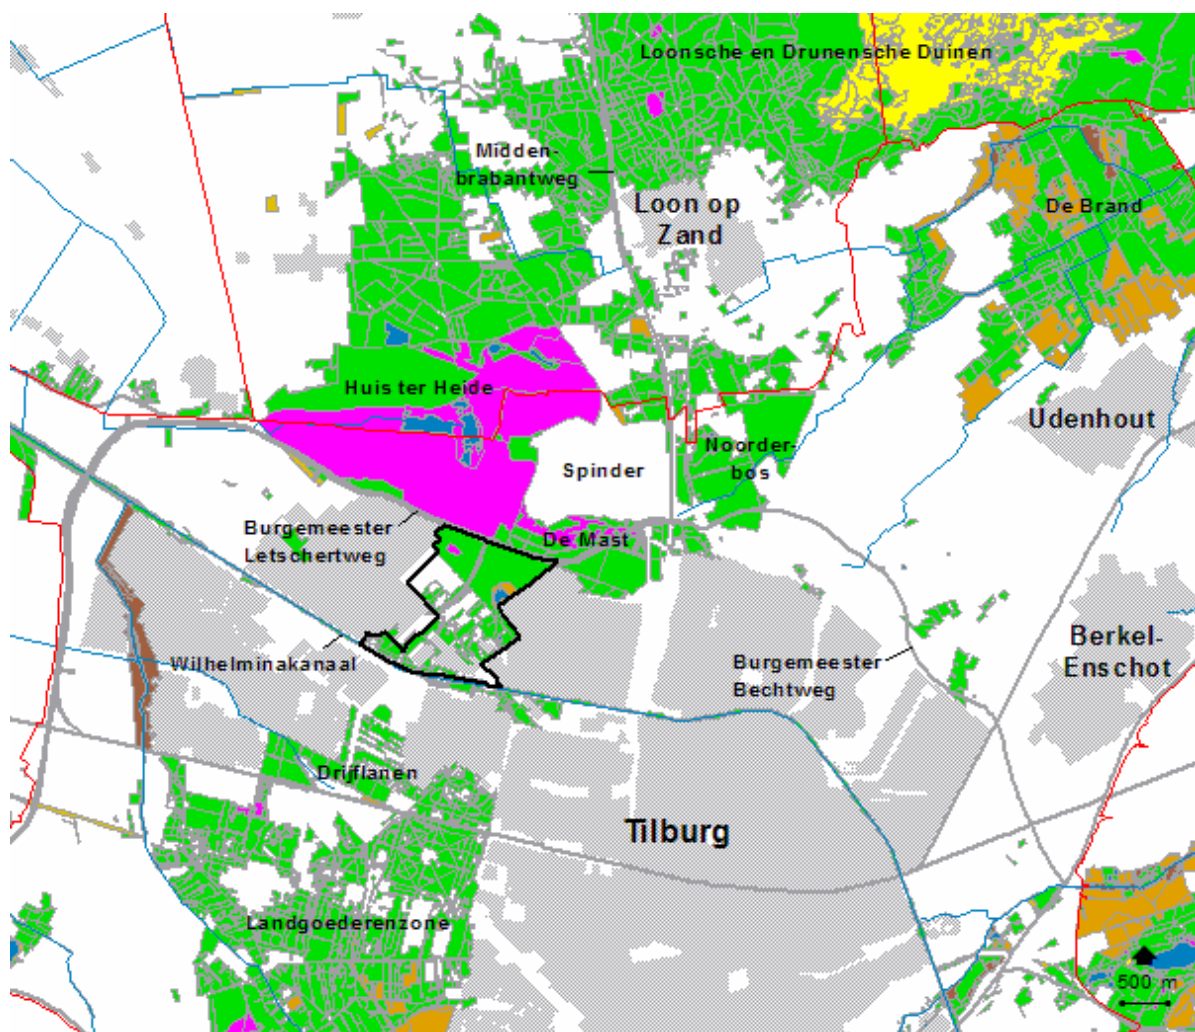 Loonsche en Drunensche Duinen
Midden-
brabantweg
Loon op
Zand
De Brand
Huis ter Heide
Udenhout
Noorder-
bos
Spinder
Burgemeester
Letschertweg
De Mast
Wilhelminakanaal
Burgemeester
Bechtweg
Berkel-
Enschot
Drijflanen
Tilburg
Landgoederenzone
500 m